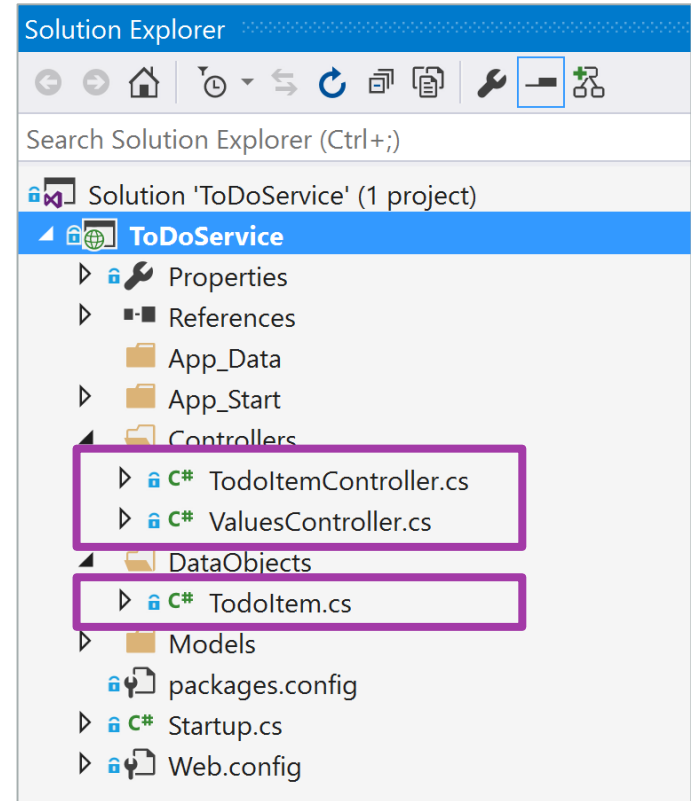 Solution Explorer
Search Solution Explorer (Ctrl+;)
Solution 'ToDoService' (1 project)
ToDoService
Properties
References
App_Data
App_Start
Controllers
C# TodoItemController.cs
C# ValuesController.cs
DataObjects
C# TodoItem.cs
Models
packages.config
C# Startup.cs
Web.config